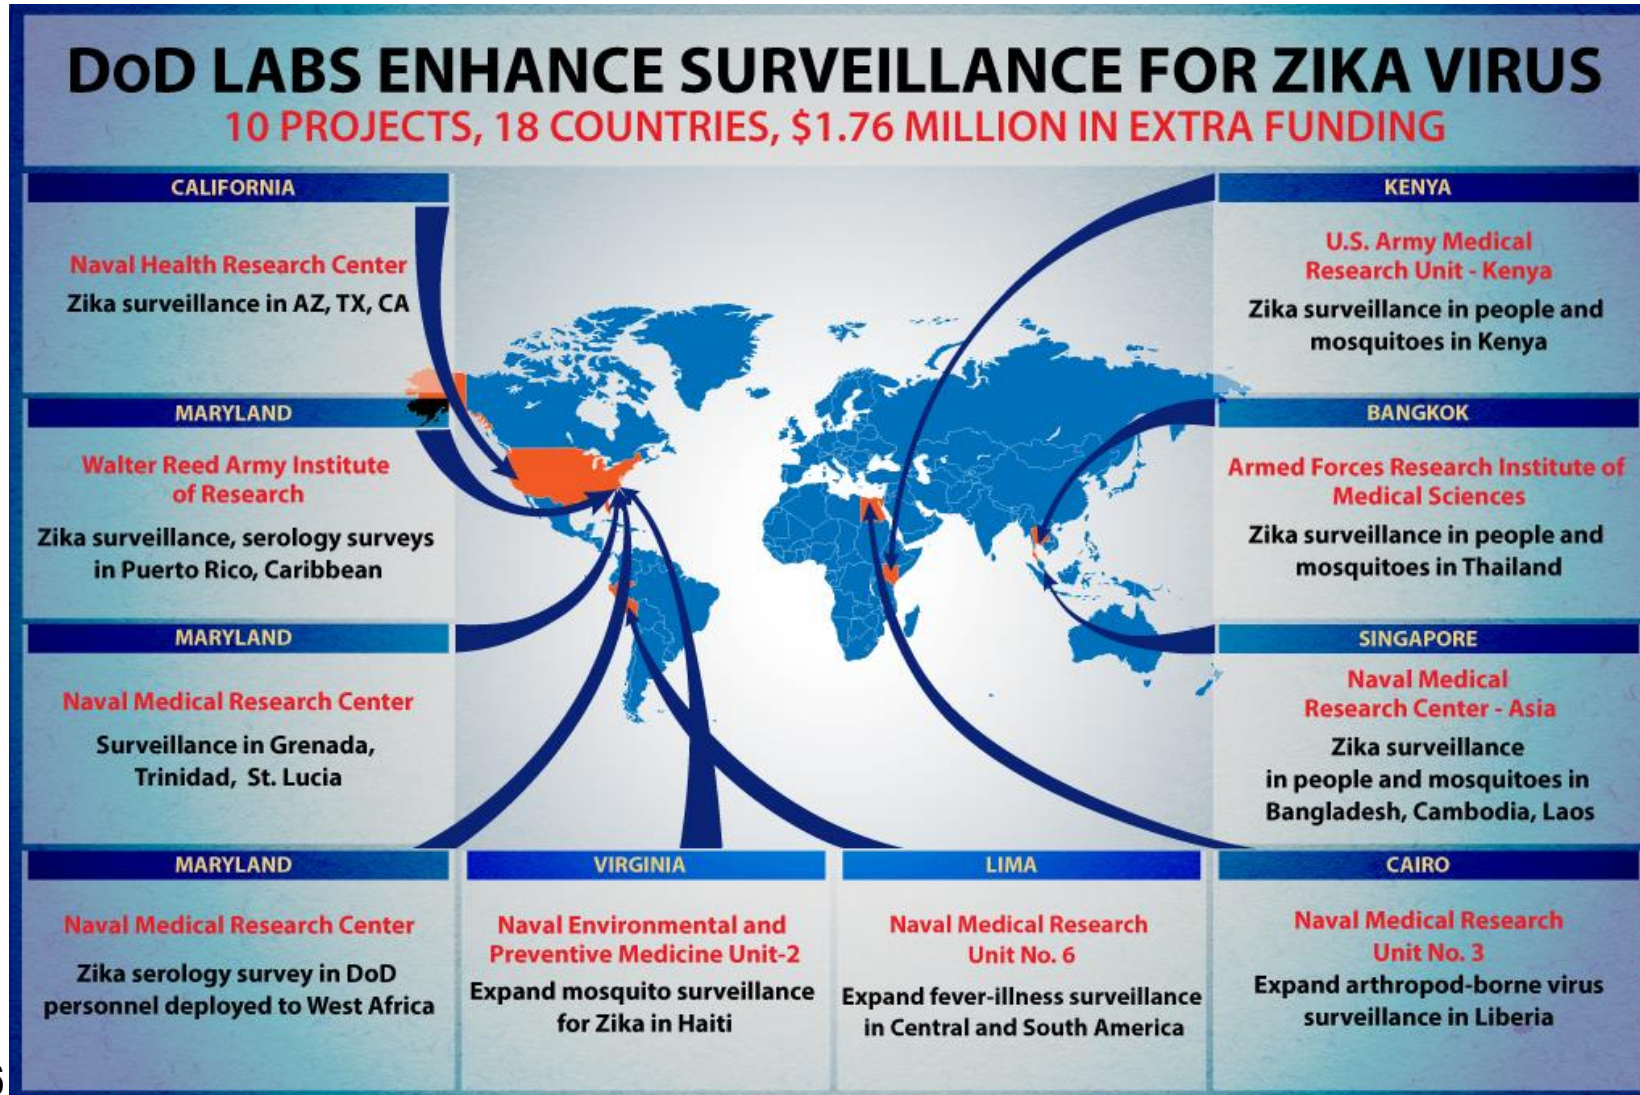 DoD LABS ENHANCE SURVEILLANCE FOR ZIKA VIRUS
10 PROJECTS, 18 COUNTRIES, $1.76 MILLION IN EXTRA FUNDING
CALIFORNIA
Naval Health Research Center
Zika surveillance in AZ, TX, CA
MARYLAND
Walter Reed Army Institute
of Research
Zika surveillance, serology surveys
in Puerto Rico, Caribbean
MARYLAND
Naval Medical Research Center
Surveillance in Grenada,
Trinidad, St. Lucia
MARYLAND
Naval Medical Research Center
Zika serology survey in DoD
personnel deployed to West Africa
VIRGINIA
Naval Environmental and
Preventive Medicine Unit-2
Expand mosquito surveillance
for Zika in Haiti
LIMA
Naval Medical Research
Unit No. 6
Expand fever-illness surveillance
in Central and South America
KENYA
U.S. Army Medical
Research Unit - Kenya
Zika surveillance in people and
mosquitoes in Kenya
BANGKOK
Armed Forces Research Institute of
Medical Sciences
Zika surveillance in people and
mosquitoes in Thailand
SINGAPORE
Naval Medical
Research Center - Asia
Zika surveillance
in people and mosquitoes in
Bangladesh, Cambodia, Laos
CAIRO
Naval Medical Research
Unit No. 3
Expand arthropod-borne virus
surveillance in Liberia